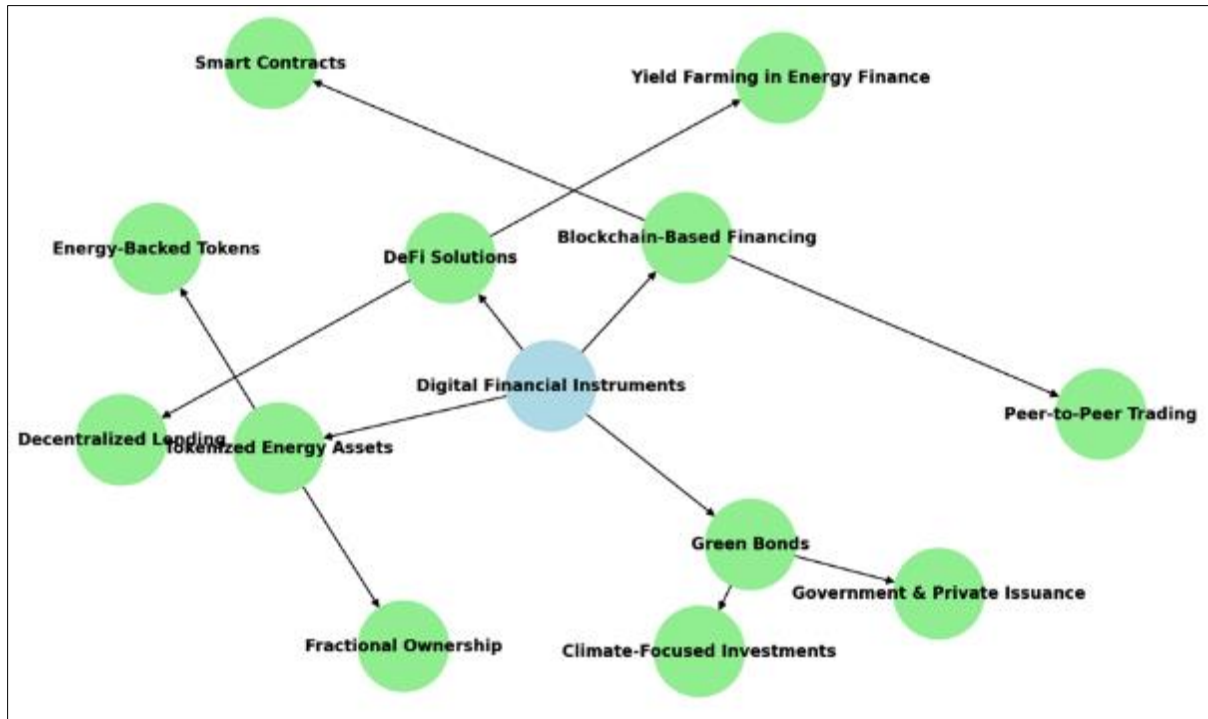 Smart Contracts
Yield Farming in Energy Finance
Blockchain-Based Financing
Energy-Backed Tokens
DeFi Solutions
Digital Financial Instruments
Peer-to-Peer Trading
Decentralized Lending
Tokenized Energy Assets
Green Bonds
Government & Private Issuance
Fractional Ownership
Climate-Focused Investments